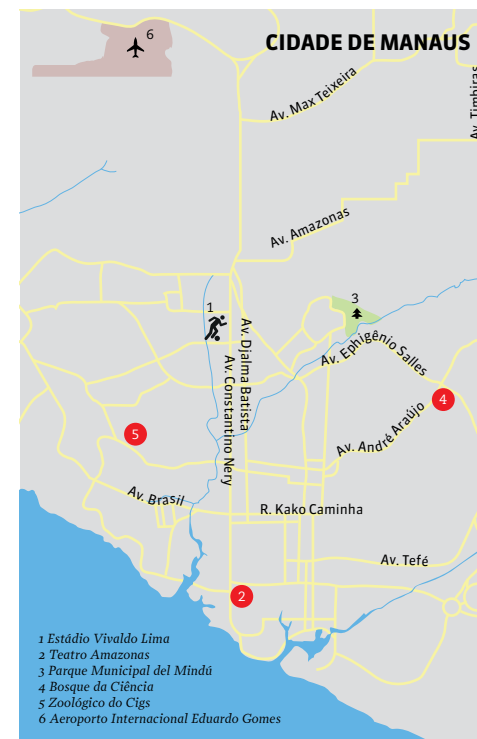 6
CIDADE DE MANAUS
Av. Max Teixeira
Av. Timbiras
Av. Amazonas
3
1
Av. Djalma Batista
Av. Constantino Nery
Av. Ephigênio Salles
4
Av. André Araújo
5
Av. Brasil
R. Kako Caminha
Av. Tefé
2
1 Estádio Vivaldo Lima
2 Teatro Amazonas
3 Parque Municipal del Mindú
4 Bosque da Ciência
5 Zoológico do Cigs
6 Aeroporto Internacional Eduardo Gomes